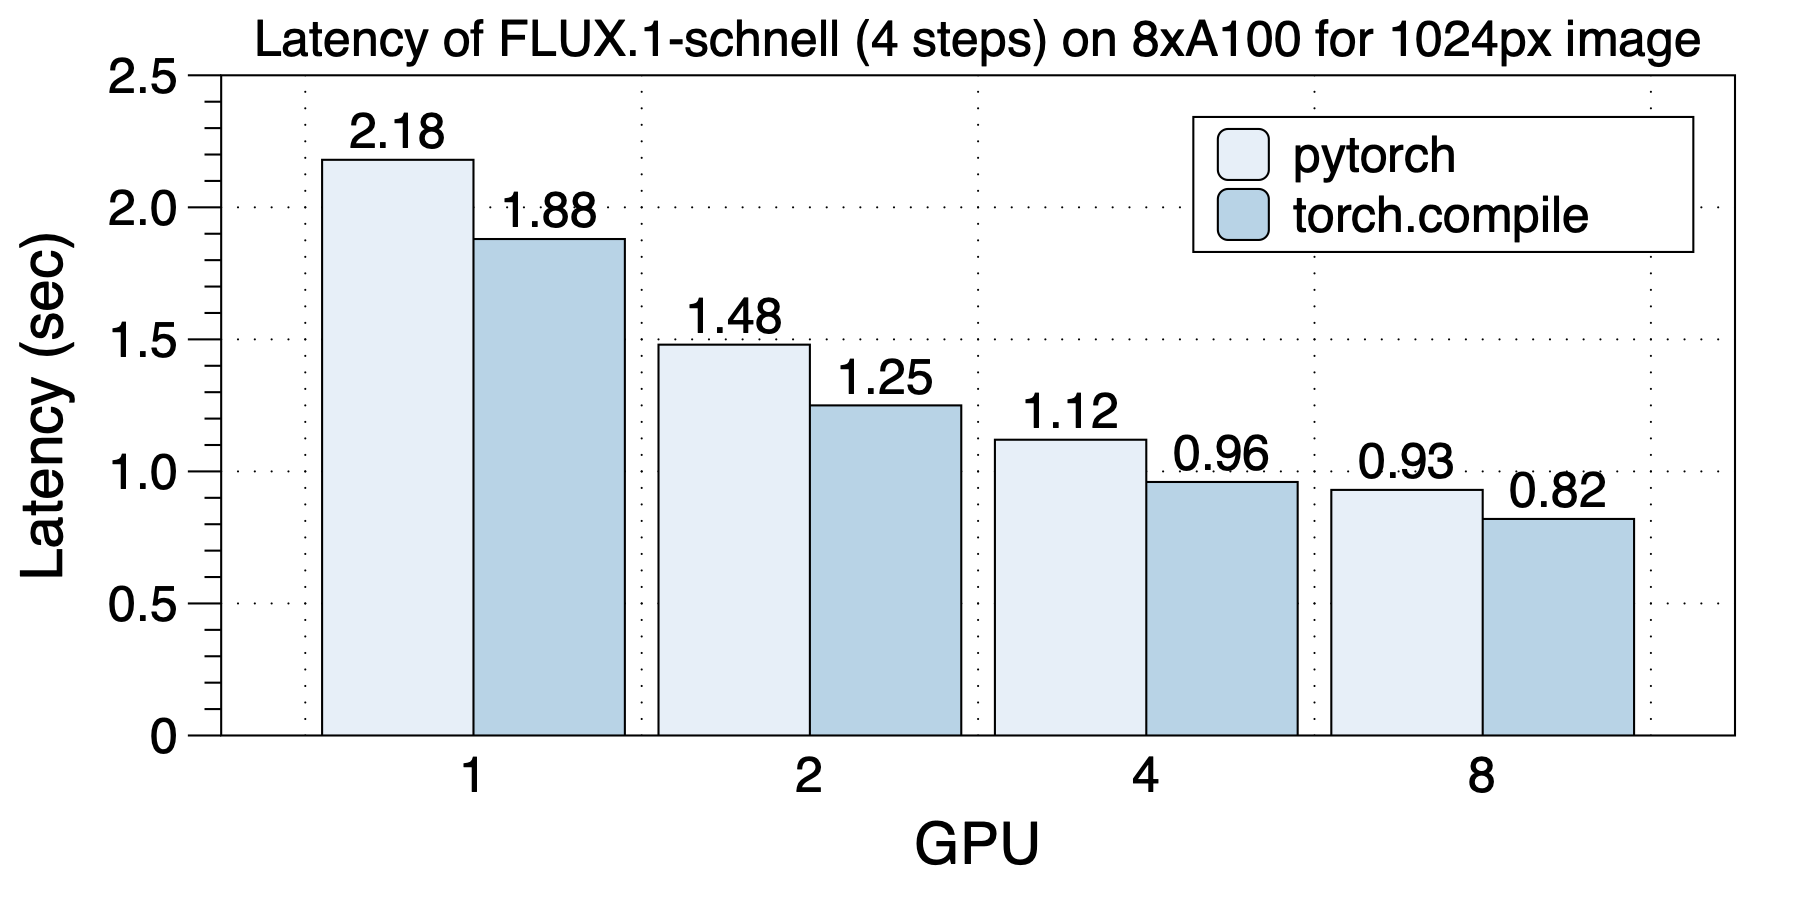 Latency of FLUX.1-schnell (4 steps) on 8xA100 for 1024px image
2.5
2.0
1.5
1.0
0.5
0
Latency (sec)
2.18
1.88
1.48
1.25
1.12
0.96
0.93
0.82
pytorch
torch.compile
1 2 4 8
GPU